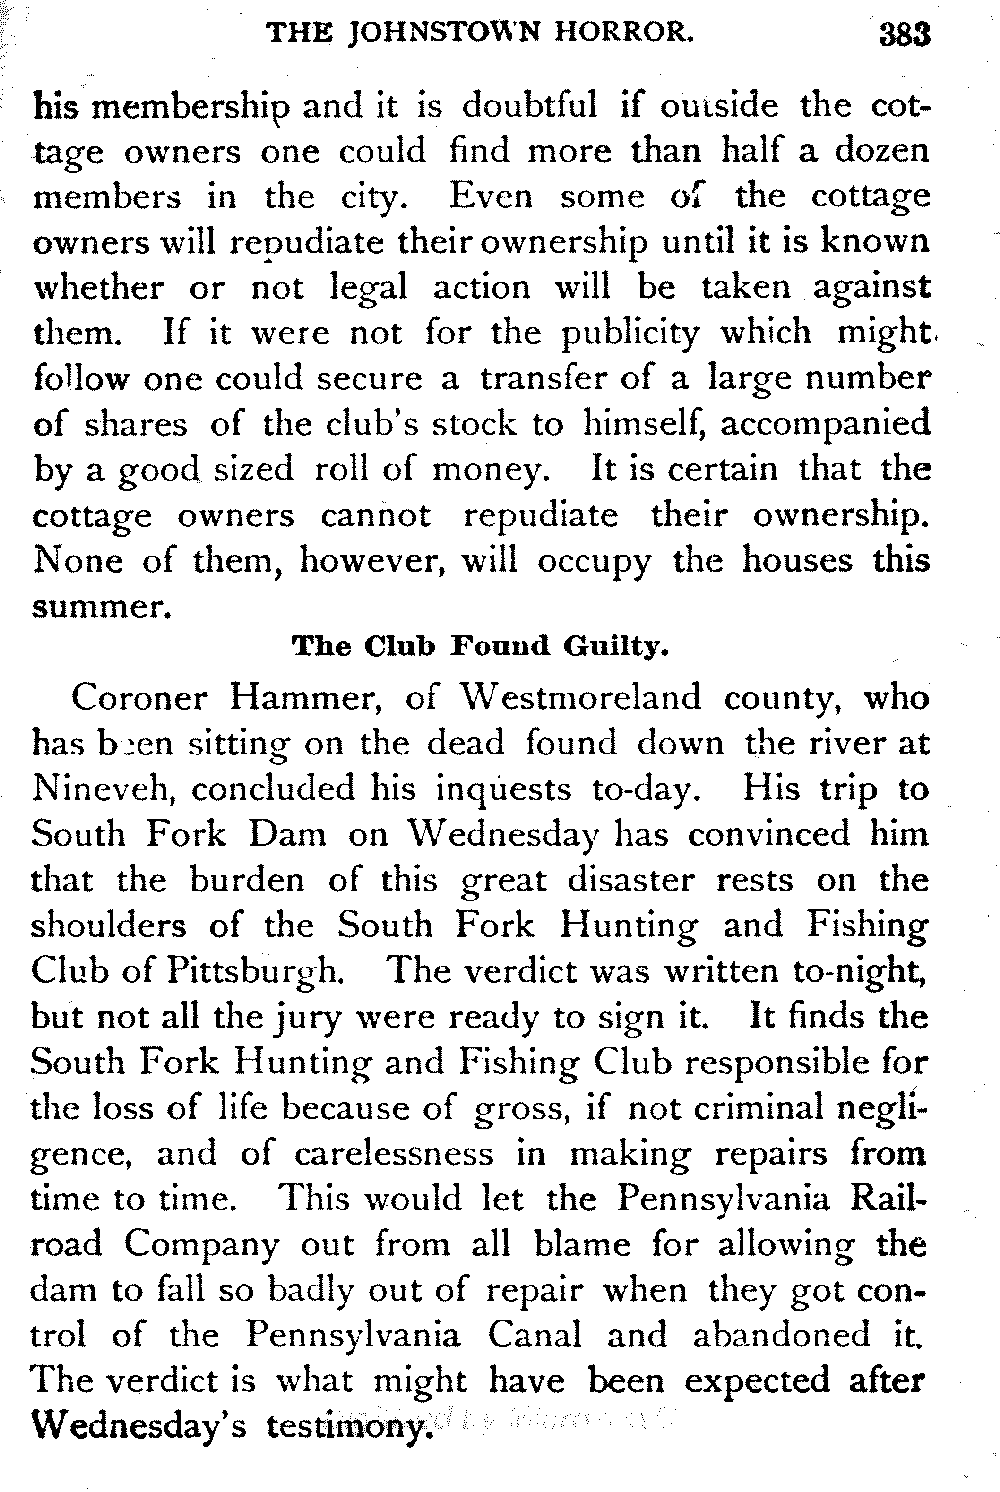 THE JOHNSTOWN HORROR. 383
his membership and it is doubtful if outside the cot-
tage owners one could find more than half a dozen
members in the city. Even some of the cottage
owners will repudiate their ownership until it is known
whether or not legal action will be taken against
them. If it were not for the publicity which might
follow one could secure a transfer of a large number
of shares of the club's stock to himself, accompanied
by a good sized roll of money. It is certain that the
cottage owners cannot repudiate their ownership.
None of them, however, will occupy the houses this
summer.
The Club Found Guilty.
Coroner Hammer, of Westmoreland county, who
has been sitting on the dead found down the river at
Nineveh, concluded his inquests to-day. His trip to
South Fork Dam on Wednesday has convinced him
that the burden of this great disaster rests on the
shoulders of the South Fork Hunting and Fishing
Club of Pittsburgh. The verdict was written to-night,
but not all the jury were ready to sign it. It finds the
South Fork Hunting and Fishing Club responsible for
the loss of life because of gross, if not criminal negli-
gence, and of carelessness in making repairs from
time to time. This would let the Pennsylvania Rail-
road Company out from all blame for allowing the
dam to fall so badly out of repair when they got con-
trol of the Pennsylvania Canal and abandoned it.
The verdict is what might have been expected after
Wednesday's testimony.